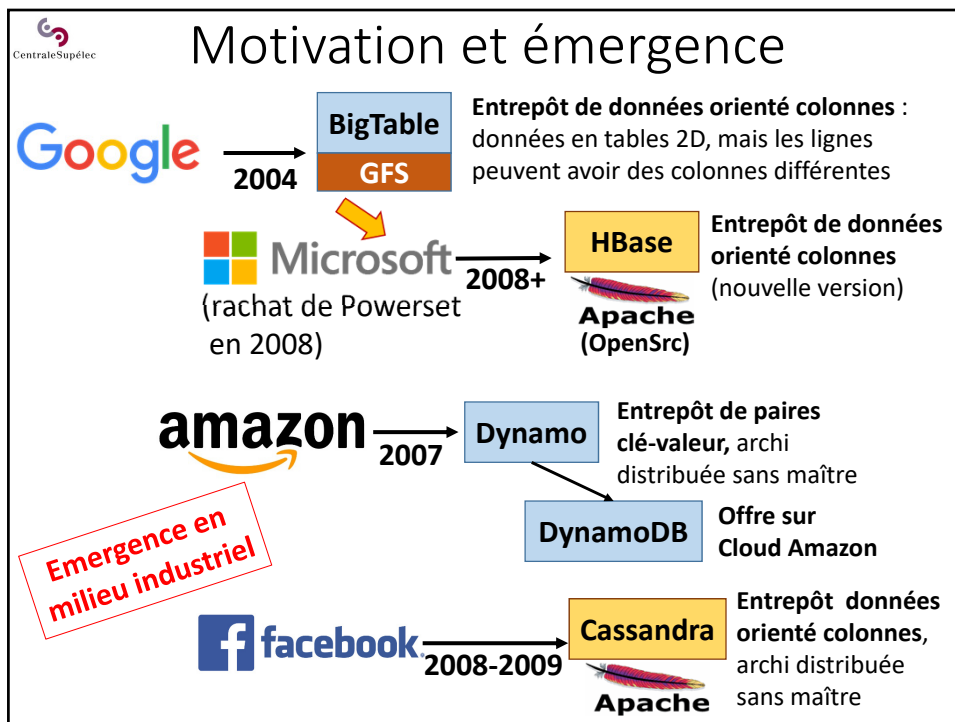 CentraleSupélec
Motivation et émergence
Google
2004
BigTable
GFS
Entrepôt de données orienté colonnes :
données en tables 2D, mais les lignes
peuvent avoir des colonnes différentes
Microsoft
(rachat de Powerset
en 2008)
2008+
HBase
Apache
(OpenSrc)
Entrepôt de données
orienté colonnes
(nouvelle version)
amazon
2007
Dynamo
Entrepôt de paires
clé-valeur, archi
distribuée sans maître
DynamoDB
Offre sur
Cloud Amazon
Emergence en
milieu industriel
facebook
2008-2009
Cassandra
Apache
Entrepôt données
orienté colonnes,
archi distribuée
sans maître